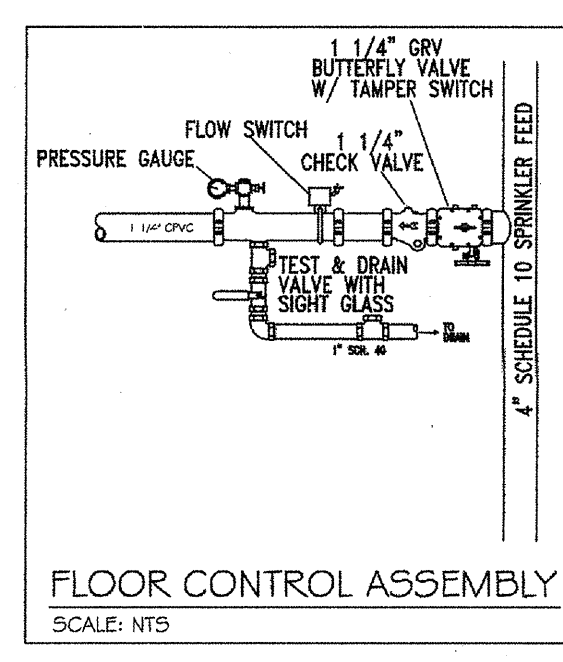 1 1/4" GRV
BUTTERFLY VALVE
W/ TAMPER SWITCH
FLOW SWITCH
1 1/4"
CHECK VALVE
PRESSURE GAUGE
1 1/4" CPVC
TEST & DRAIN
VALVE WITH
SIGHT GLASS
TO
DRAIN
1" SCH. 40
4" SCHEDULE 10 SPRINKLER FEED
FLOOR CONTROL ASSEMBLY
SCALE: NTS